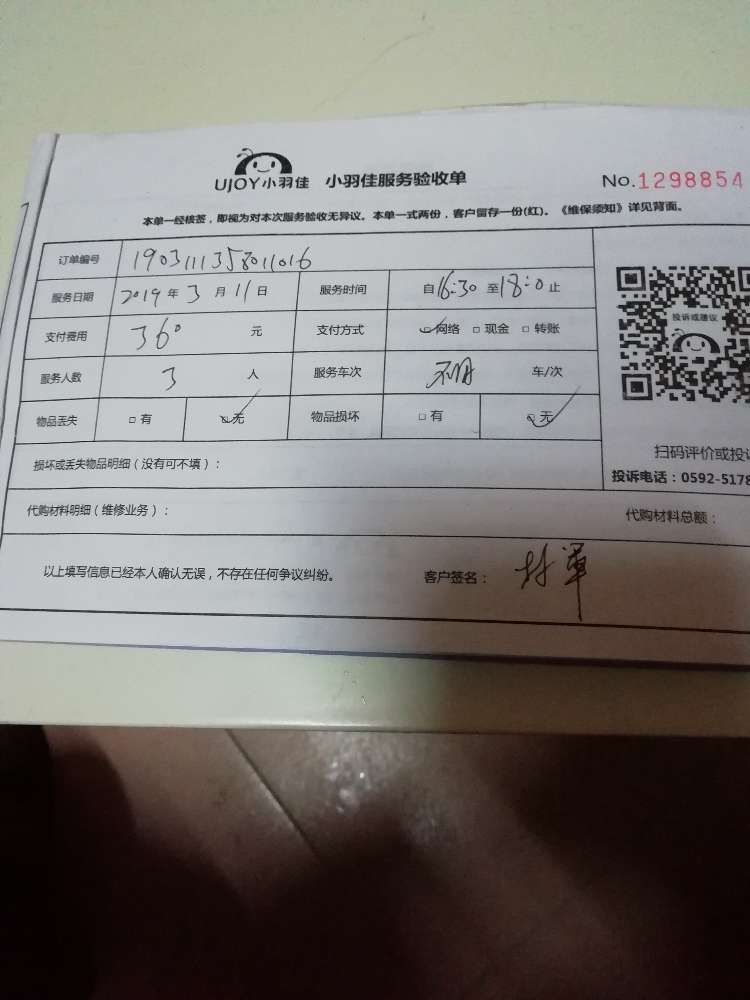 UJOY小羽佳 小羽佳服务验收单 No.1298854
本单一经核签，即视为对本次服务验收无异议。本单一式两份，客户留存一份(红)。《维保须知》详见背面。
订单编号 1903111358011016
服务日期 2019年3月11日 服务时间 自16:30至18:0止
支付费用 360 元 支付方式 网络 □现金 □转账
服务人数 3 人 服务车次 车/次
物品丢失 □有 ☑无 物品损坏 □有 ☑无
投诉或建议
扫码评价或投
投诉电话：0592-5178
损坏或丢失物品明细（没有可不填）：
代购材料明细（维修业务）： 代购材料总额：
以上填写信息已经本人确认无误，不存在任何争议纠纷。 客户签名：